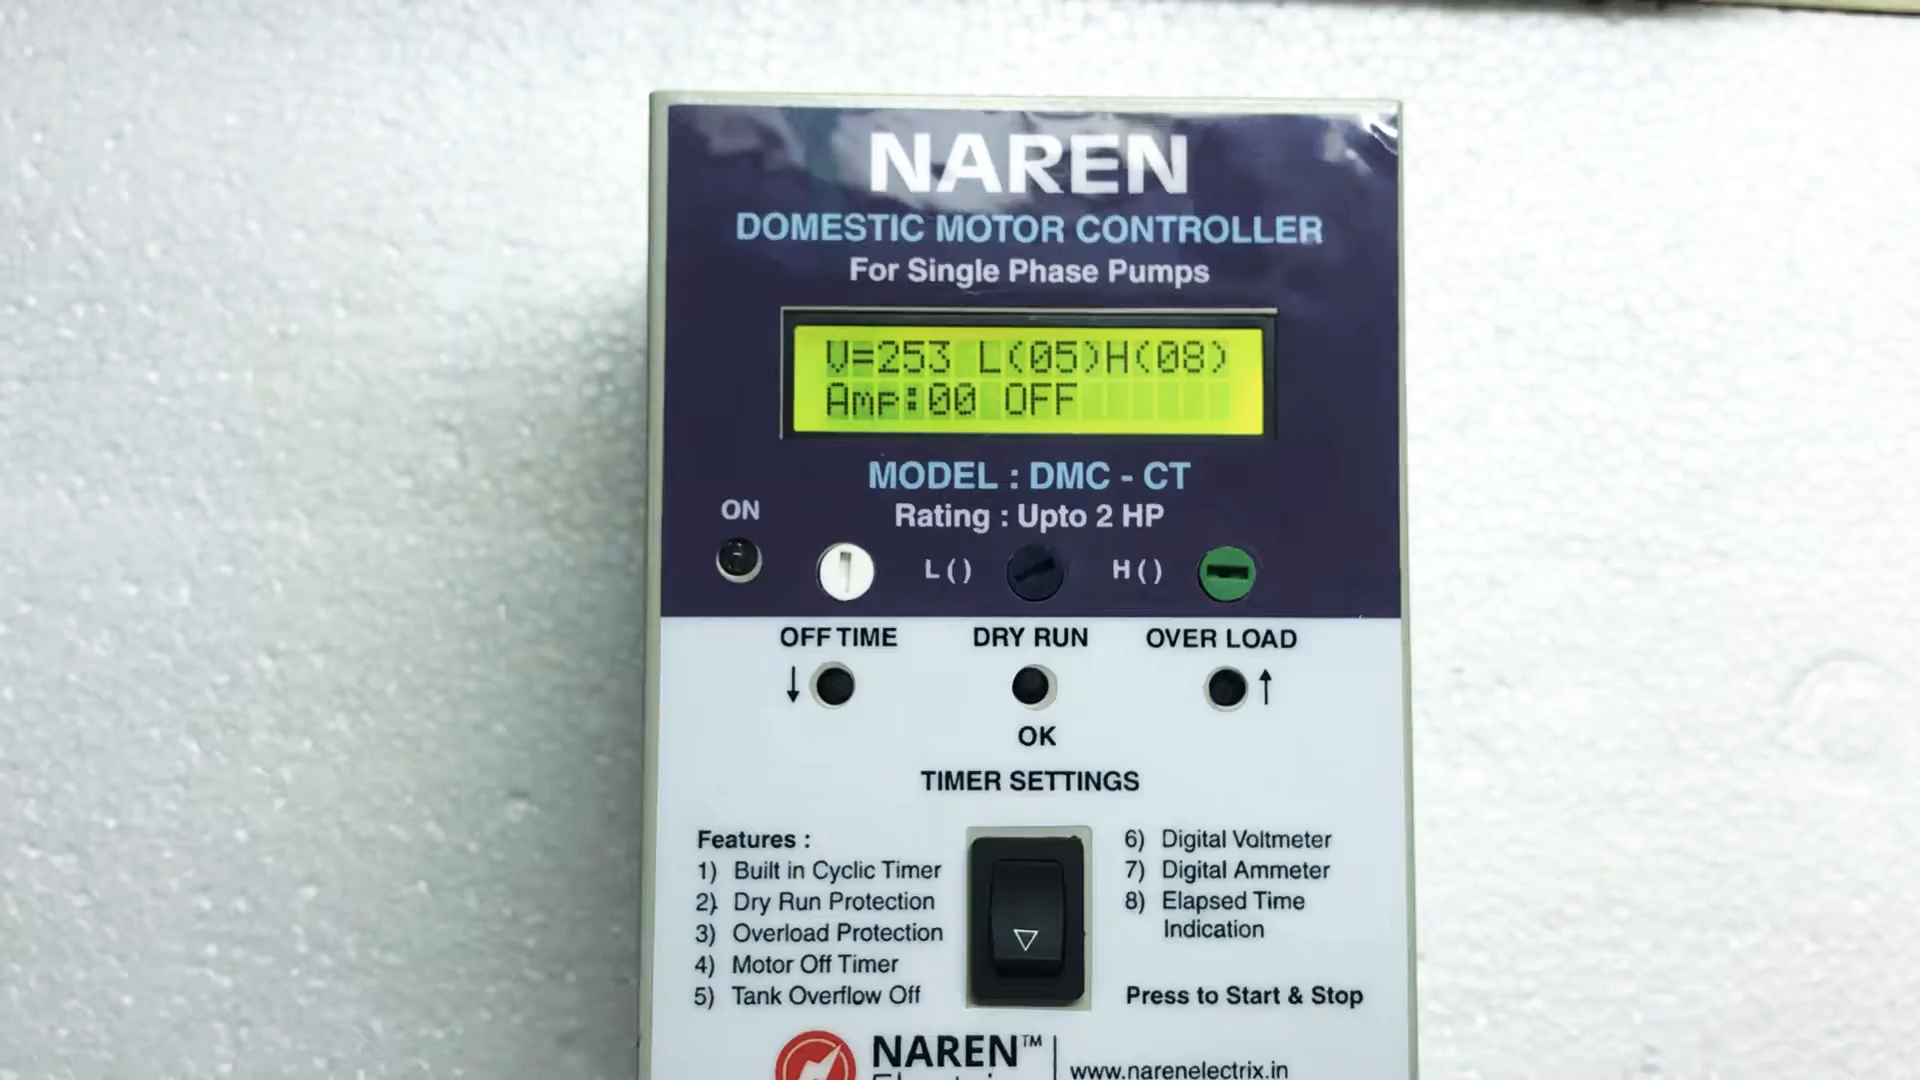 NAREN
DOMESTIC MOTOR CONTROLLER
For Single Phase Pumps
V=253 L(05)H(08)
Amp:00 OFF
MODEL : DMC - CT
Rating : Upto 2 HP
ON
L ( )
H ( )
OFF TIME
DRY RUN
OVER LOAD
↓
↑
OK
TIMER SETTINGS
Features :
1) Built in Cyclic Timer
2) Dry Run Protection
3) Overload Protection
4) Motor Off Timer
5) Tank Overflow Off
6) Digital Voltmeter
7) Digital Ammeter
8) Elapsed Time
Indication
Press to Start & Stop
NAREN™
www.narenelectrix.in